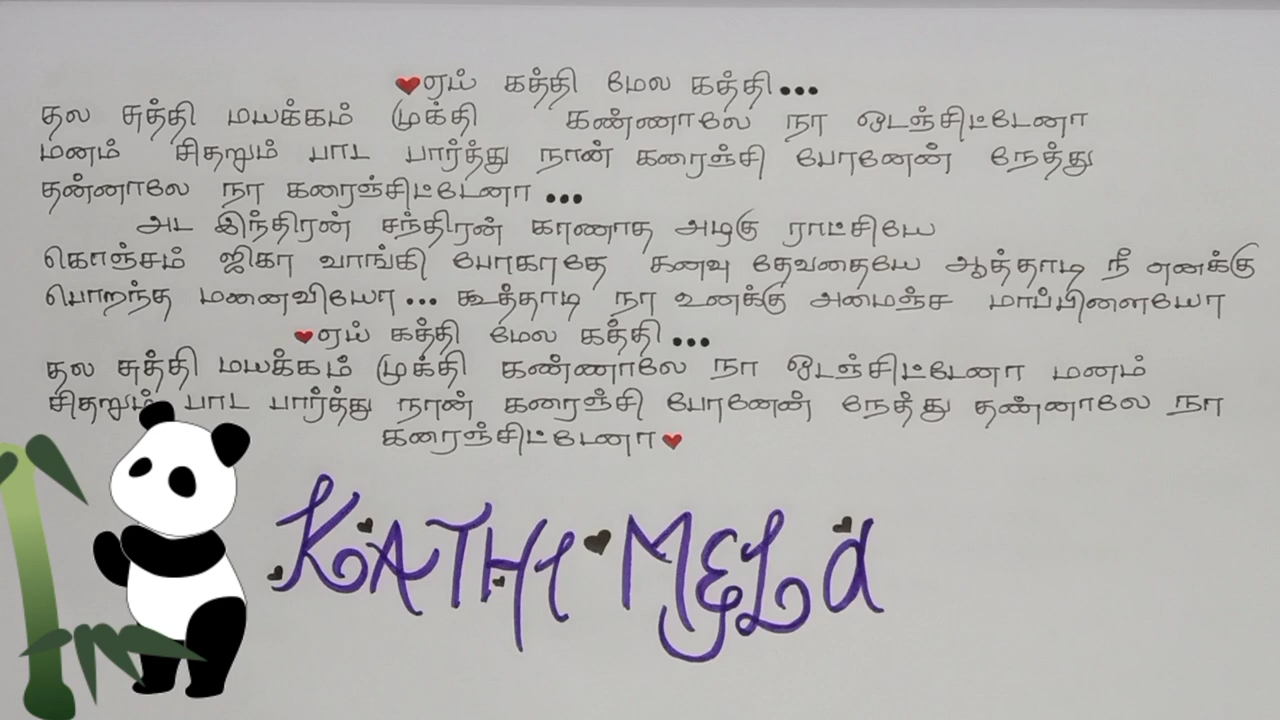 ஏய் கத்தி மேல கத்தி...
தல சுத்தி மயக்கம் முக்தி கண்ணாலே நா ஒடஞ்சிட்டேனா
மனம் சிதறும் பாட பார்த்து நான் கரைஞ்சி போனேன் நேத்து
தன்னாலே நா கரைஞ்சிட்டேனா...
அட இந்திரன் சந்திரன் காணாத அழகு ராட்சியே
கொஞ்சம் ஜிகா வாங்கி போகாதே கனவு தேவதையே ஆத்தாடி நீ எனக்கு
பொறந்த மனைவியோ... கூத்தாடி நா உனக்கு அமைஞ்ச மாப்பிளையோ
ஏய் கத்தி மேல கத்தி...
தல சுத்தி மயக்கம் முக்தி கண்ணாலே நா ஒடஞ்சிட்டேனா மனம்
சிதறும் பாட பார்த்து நான் கரைஞ்சி போனேன் நேத்து தண்ணாலே நா
கரைஞ்சிட்டேனா
KATHI MELA